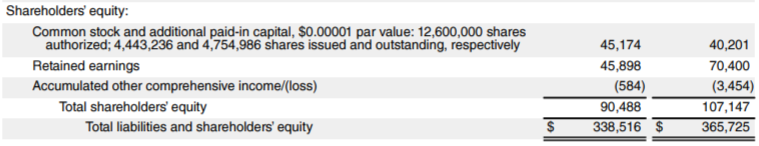 Shareholders' equity:
Common stock and additional paid-in capital, $0.00001 par value: 12,600,000 shares
authorized; 4,443,236 and 4,754,986 shares issued and outstanding, respectively 45,174 40,201
Retained earnings 45,898 70,400
Accumulated other comprehensive income/(loss) (584) (3,454)
Total shareholders' equity 90,488 107,147
Total liabilities and shareholders' equity $ 338,516 $ 365,725